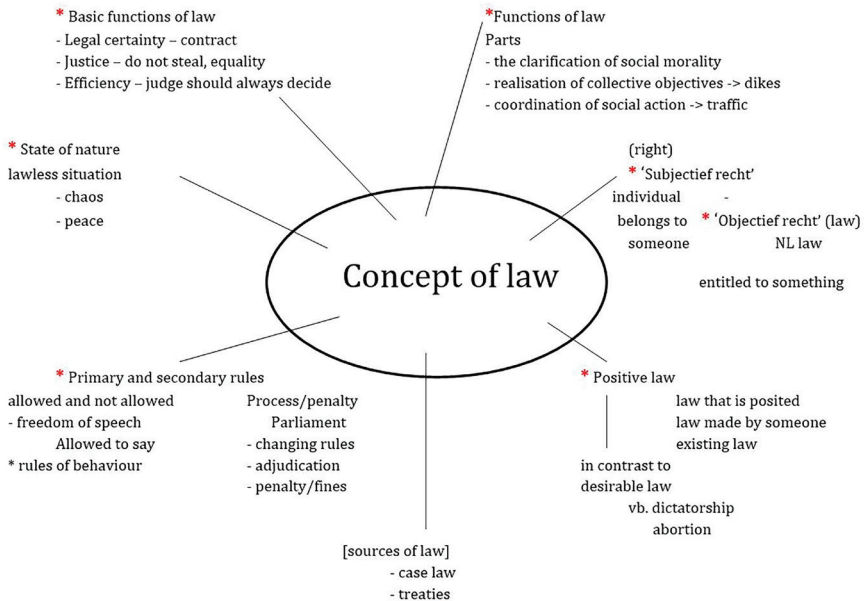 * Basic functions of law
- Legal certainty – contract
- Justice – do not steal, equality
- Efficiency – judge should always decide
*Functions of law
Parts
- the clarification of social morality
- realisation of collective objectives -> dikes
- coordination of social action -> traffic
* State of nature
lawless situation
- chaos
- peace
(right)
* ‘Subjectief recht’
individual -
belongs to * ‘Objectief recht’ (law)
someone NL law
entitled to something
Concept of law
* Primary and secondary rules
allowed and not allowed
- freedom of speech
Allowed to say
* rules of behaviour
Process/penalty
Parliament
- changing rules
- adjudication
- penalty/fines
* Positive law
law that is posited
law made by someone
existing law
in contrast to
desirable law
vb. dictatorship
abortion
[sources of law]
- case law
- treaties